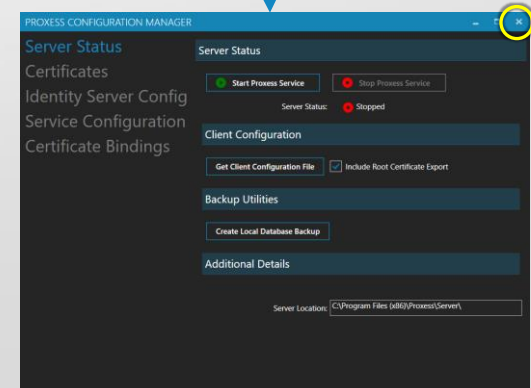 PROXESS CONFIGURATION MANAGER
Server Status
Certificates
Identity Server Config
Service Configuration
Certificate Bindings
Server Status
Start Proxess Service
Stop Proxess Service
Server Status:
Stopped
Client Configuration
Get Client Configuration File
Include Root Certificate Export
Backup Utilities
Create Local Database Backup
Additional Details
Server Location:
C:\Program Files (x86)\Proxess\Server\